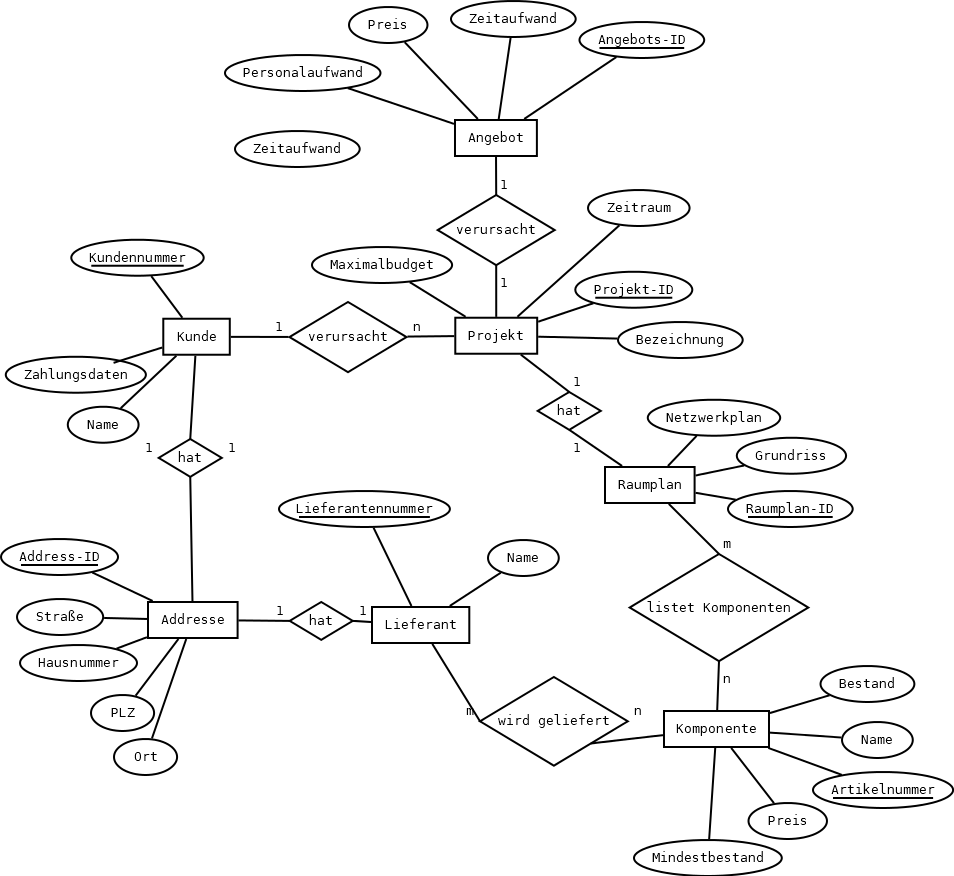 Zeitaufwand
Preis
Angebots-ID
Personalaufwand
Angebot
Zeitaufwand
1
Zeitraum
verursacht
Kundennummer
Maximalbudget
1
Projekt-ID
1
n
Kunde
verursacht
Projekt
Bezeichnung
Zahlungsdaten
1
hat
Netzwerkplan
Name
1
1
1
Grundriss
hat
Raumplan
Lieferantennummer
Raumplan-ID
m
Address-ID
Name
listet Komponenten
1
1
Straße
Addresse
hat
Lieferant
Hausnummer
n
Bestand
m
n
PLZ
wird geliefert
Komponente
Name
Ort
Artikelnummer
Preis
Mindestbestand